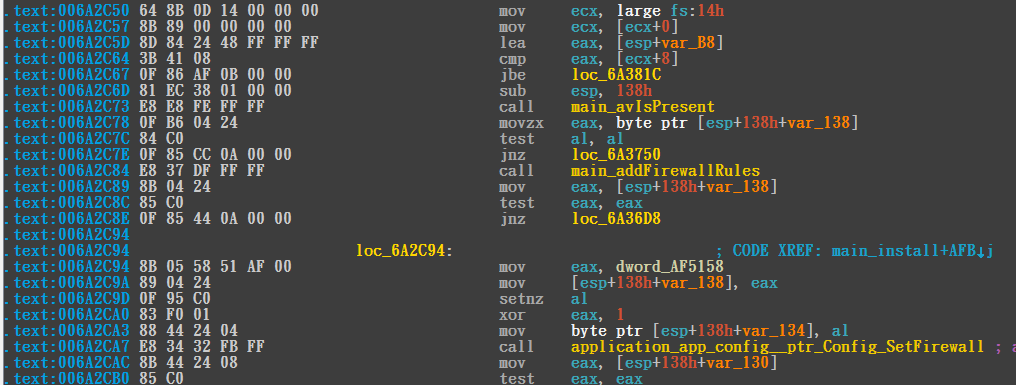 .text:006A2C50 64 8B 0D 14 00 00 00 mov ecx, large fs:14h
.text:006A2C57 8B 89 00 00 00 00 mov ecx, [ecx+0]
.text:006A2C5D 8D 84 24 48 FF FF FF lea eax, [esp+var_B8]
.text:006A2C64 3B 41 08 cmp eax, [ecx+8]
.text:006A2C67 0F 86 AF 0B 00 00 jbe loc_6A381C
.text:006A2C6D 81 EC 38 01 00 00 sub esp, 138h
.text:006A2C73 E8 E8 FE FF FF call main_avIsPresent
.text:006A2C78 0F B6 04 24 movzx eax, byte ptr [esp+138h+var_138]
.text:006A2C7C 84 C0 test al, al
.text:006A2C7E 0F 85 CC 0A 00 00 jnz loc_6A3750
.text:006A2C84 E8 37 DF FF FF call main_addFirewallRules
.text:006A2C89 8B 04 24 mov eax, [esp+138h+var_138]
.text:006A2C8C 85 C0 test eax, eax
.text:006A2C8E 0F 85 44 0A 00 00 jnz loc_6A36D8
.text:006A2C94
.text:006A2C94 loc_6A2C94: ; CODE XREF: main_install+AFB↓j
.text:006A2C94 8B 05 58 51 AF 00 mov eax, dword_AF5158
.text:006A2C9A 89 04 24 mov [esp+138h+var_138], eax
.text:006A2C9D 0F 95 C0 setnz al
.text:006A2CA0 83 F0 01 xor eax, 1
.text:006A2CA3 88 44 24 04 mov byte ptr [esp+138h+var_134], al
.text:006A2CA7 E8 34 32 FB FF call application_app_config__ptr_Config_SetFirewall ; a
.text:006A2CAC 8B 44 24 08 mov eax, [esp+138h+var_130]
.text:006A2CB0 85 C0 test eax, eax